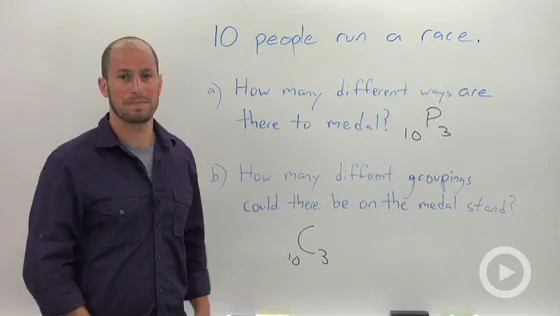 10 people run a race.
a) How many different ways are
there to medal? 10P3
b) How many different groupings
could there be on the medal stand?
10C3